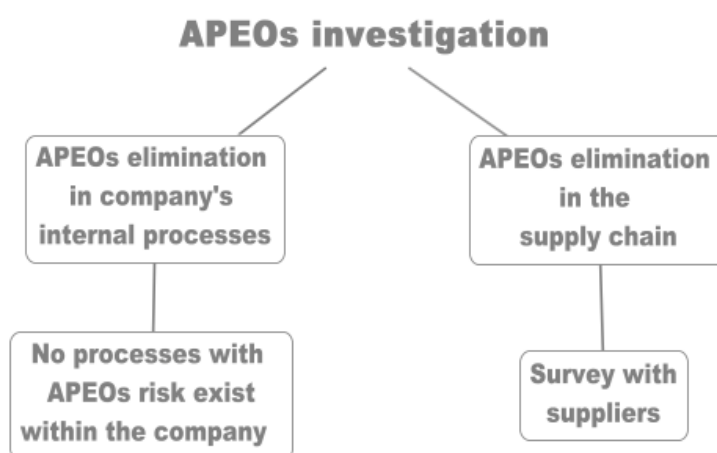 APEOs investigation
APEOs elimination
in company's
internal processes
APEOs elimination
in the
supply chain
No processes with
APEOs risk exist
within the company
Survey with
suppliers